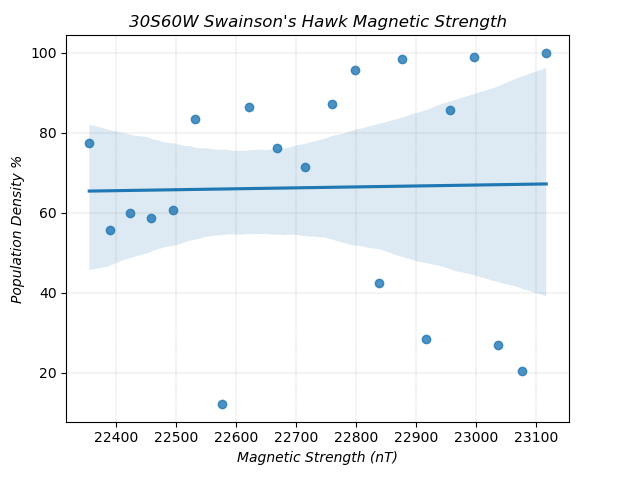 30S60W Swainson's Hawk Magnetic Strength
100
80
60
40
20
Population Density %
22400 22500 22600 22700 22800 22900 23000 23100
Magnetic Strength (nT)